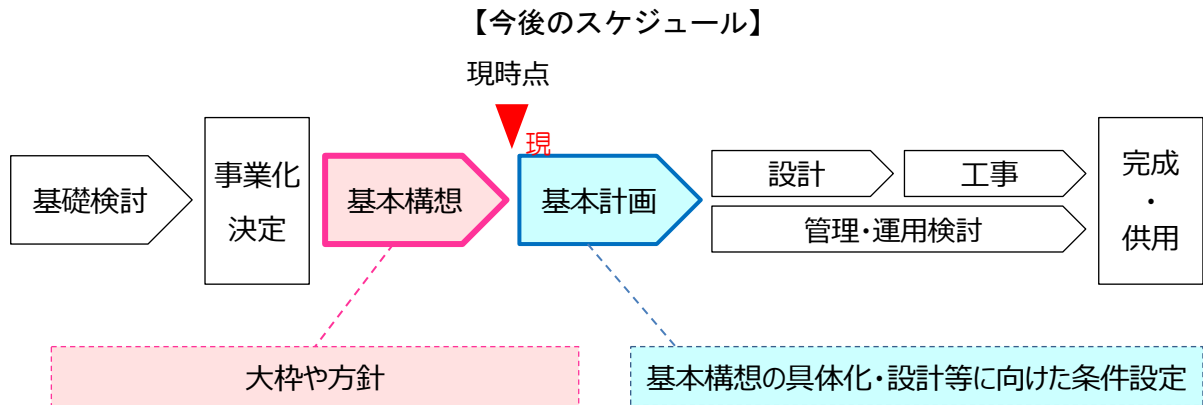 【今後のスケジュール】
現時点
現
基礎検討
事業化
決定
基本構想
基本計画
設計
工事
管理・運用検討
完成
・
供用
大枠や方針
基本構想の具体化・設計等に向けた条件設定